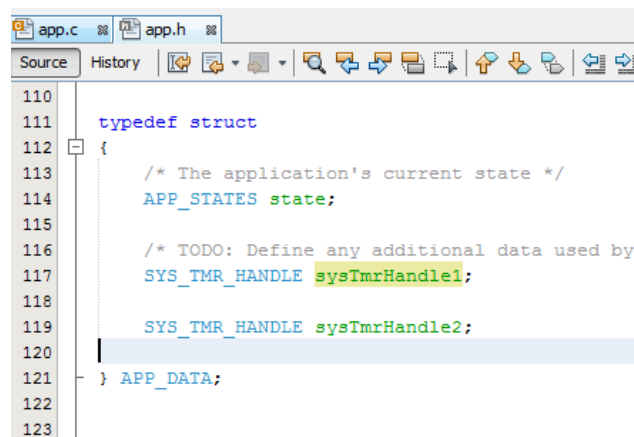 app.c app.h
Source History
110
111 typedef struct
112 {
113 /* The application's current state */
114 APP_STATES state;
115
116 /* TODO: Define any additional data used by
117 SYS_TMR_HANDLE sysTmrHandle1;
118
119 SYS_TMR_HANDLE sysTmrHandle2;
120
121 } APP_DATA;
122
123